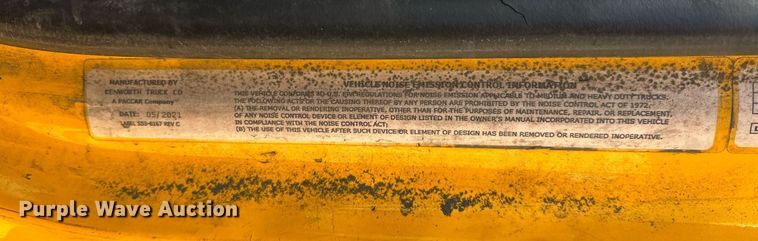 MANUFACTURED BY
KENWORTH TRUCK CO
A PACCAR Company
DATE: 05/2021
LABEL S55-6167 REV C
VEHICLE NOISE EMISSION CONTROL INFORMATION
THIS VEHICLE CONFORMS TO U.S. EPA REGULATIONS FOR NOISE EMISSION APPLICABLE TO MEDIUM AND HEAVY DUTY TRUCKS.
THE FOLLOWING ACTS OR THE CAUSING THEREOF BY ANY PERSON ARE PROHIBITED BY THE NOISE CONTROL ACT OF 1972:
(A) THE REMOVAL OR RENDERING INOPERATIVE, OTHER THAN FOR THE PURPOSES OF MAINTENANCE, REPAIR, OR REPLACEMENT,
OF ANY NOISE CONTROL DEVICE OR ELEMENT OF DESIGN LISTED IN THE OWNER'S MANUAL INCORPORATED INTO THIS VEHICLE
IN COMPLIANCE WITH THE NOISE CONTROL ACT;
(B) THE USE OF THIS VEHICLE AFTER SUCH DEVICE OR ELEMENT OF DESIGN HAS BEEN REMOVED OR RENDERED INOPERATIVE.
Purple Wave Auction